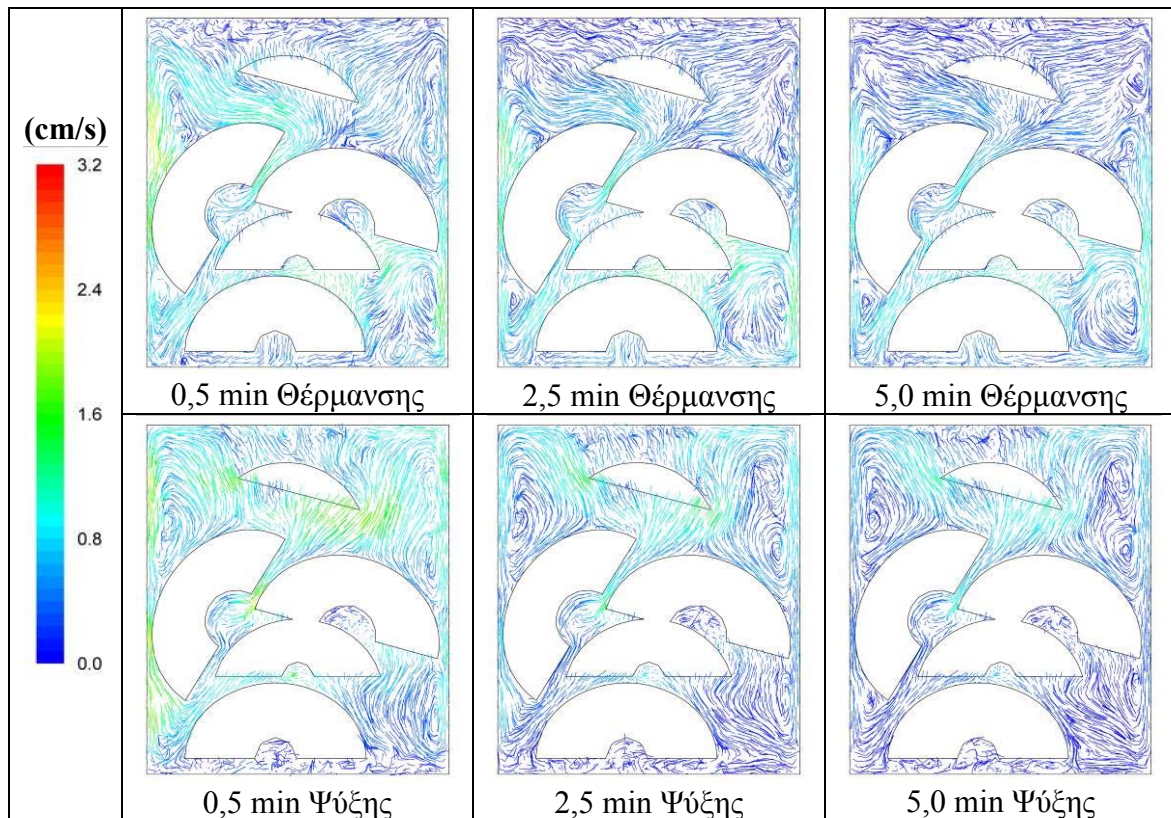 (cm/s)
3.2
2.4
1.6
0.8
0.0
0,5 min Θέρμανσης
2,5 min Θέρμανσης
5,0 min Θέρμανσης
0,5 min Ψύξης
2,5 min Ψύξης
5,0 min Ψύξης